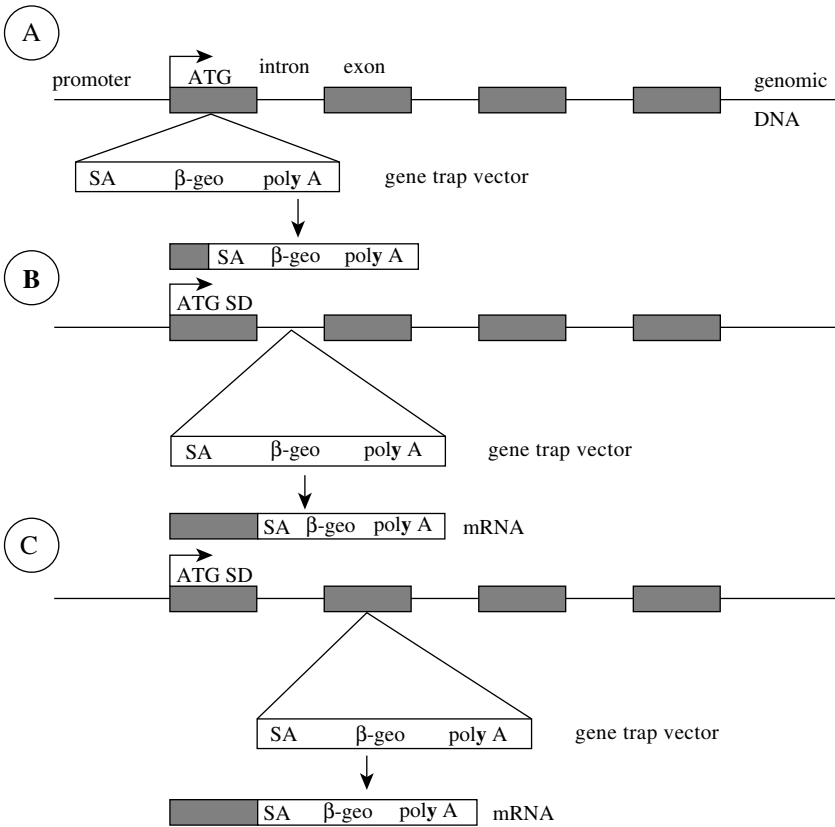 A
promoter ATG intron exon genomic
DNA
SA β-geo poly A gene trap vector
SA β-geo poly A
B
ATG SD
SA β-geo poly A gene trap vector
SA β-geo poly A mRNA
C
ATG SD
SA β-geo poly A gene trap vector
SA β-geo poly A mRNA